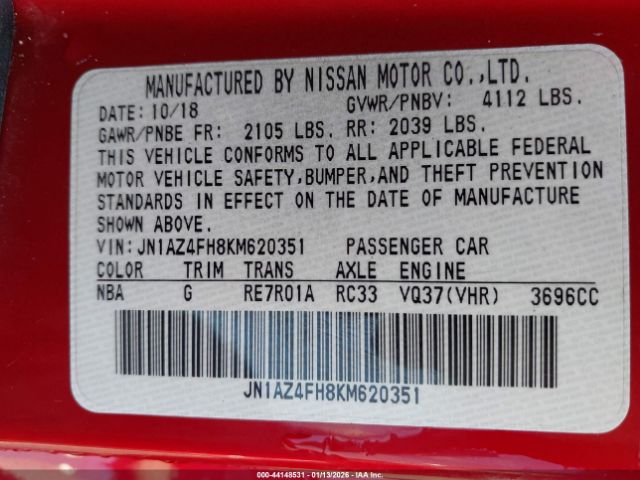 MANUFACTURED BY NISSAN MOTOR CO.,LTD.
DATE: 10/18 GVWR/PNBV: 4112 LBS.
GAWR/PNBE FR: 2105 LBS. RR: 2039 LBS.
THIS VEHICLE CONFORMS TO ALL APPLICABLE FEDERAL
MOTOR VEHICLE SAFETY,BUMPER,AND THEFT PREVENTION
STANDARDS IN EFFECT ON THE DATE OF MANUFACTURE
SHOWN ABOVE.
VIN:JN1AZ4FH8KM620351 PASSENGER CAR
COLOR TRIM TRANS AXLE ENGINE
NBA G RE7R01A RC33 VQ37(VHR) 3696CC
JN1AZ4FH8KM620351
000-44148531 - 01/13/2026 - IAA Inc.